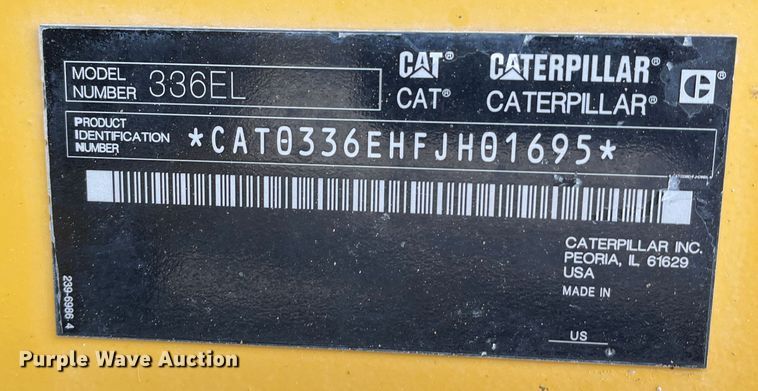 MODEL NUMBER 336EL
CAT® CATERPILLAR®
CAT® CATERPILLAR®
PRODUCT IDENTIFICATION NUMBER *CAT0336EHFJH01695*
CATERPILLAR INC.
PEORIA, IL 61629
USA
MADE IN
US
239-6986 4
Purple Wave Auction